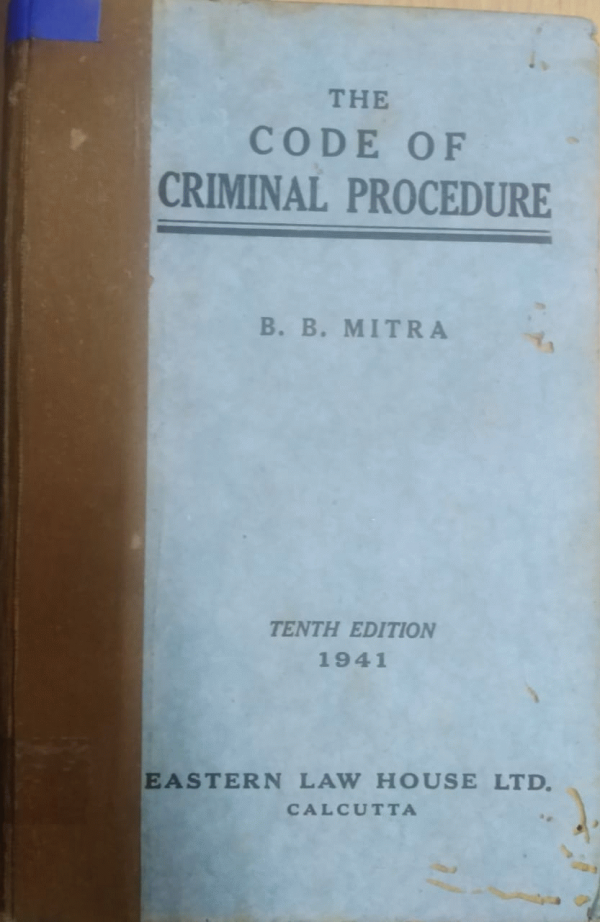 THE
CODE OF
CRIMINAL PROCEDURE
B. B. MITRA
TENTH EDITION
1941
EASTERN LAW HOUSE LTD.
CALCUTTA